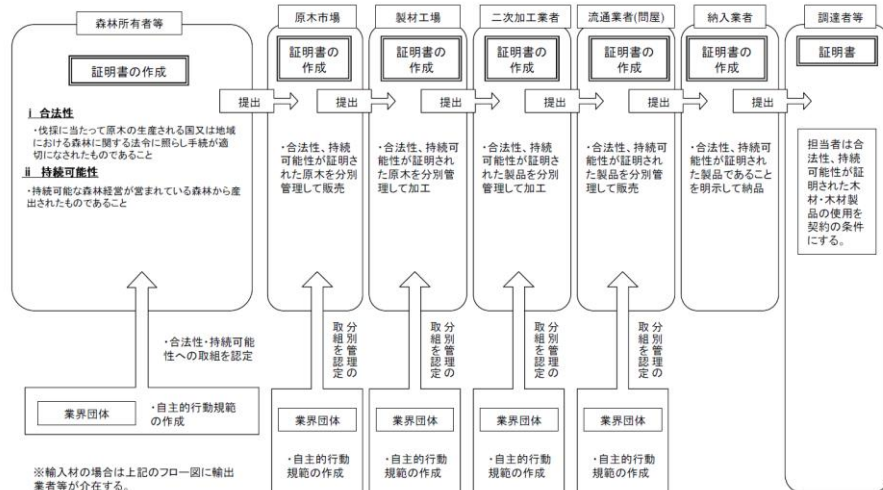 森林所有者等
証明書の作成
ⅰ 合法性
・伐採に当たって原木の生産される国又は地域
における森林に関する法令に照らし手続が適
切になされたものであること
ⅱ 持続可能性
・持続可能な森林経営が営まれている森林から産
出されたものであること
提出
・合法性・持続可能
性への取組を認定
業界団体
・自主的行動規範
の作成
※輸入材の場合は上記のフロー図に輸出
業者等が介在する。
原木市場
証明書の
作成
提出
・合法性、持続
可能性が証明
された原木を分別
管理して販売
分別管理の
取組を認定
業界団体
・自主的行動
規範の作成
製材工場
証明書の
作成
提出
・合法性、持続可
能性が証明され
た原木を分別管
理して加工
分別管理の
取組を認定
業界団体
・自主的行動
規範の作成
二次加工業者
証明書の
作成
提出
・合法性、持続可
能性が証明され
た製品を分別管
理して加工
分別管理の
取組を認定
業界団体
・自主的行動
規範の作成
流通業者(問屋)
証明書の
作成
提出
・合法性、持続可
能性が証明され
た製品を分別管
理して販売
分別管理の
取組を認定
業界団体
・自主的行動
規範の作成
納入業者
証明書の
作成
提出
・合法性、持続可
能性が証明され
た製品であること
を明示して納品
調達者等
証明書
担当者は合
法性、持続
可能性が証
明された木
材・木材製
品の使用を
契約の条件
にする。